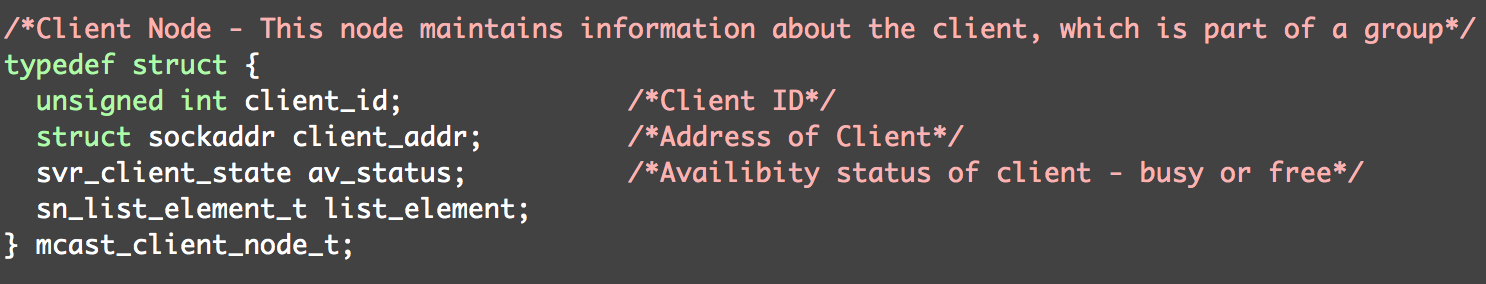 /*Client Node - This node maintains information about the client, which is part of a group*/
typedef struct {
  unsigned int client_id;              /*Client ID*/
  struct sockaddr client_addr;         /*Address of Client*/
  svr_client_state av_status;          /*Availibity status of client - busy or free*/
  sn_list_element_t list_element;
} mcast_client_node_t;